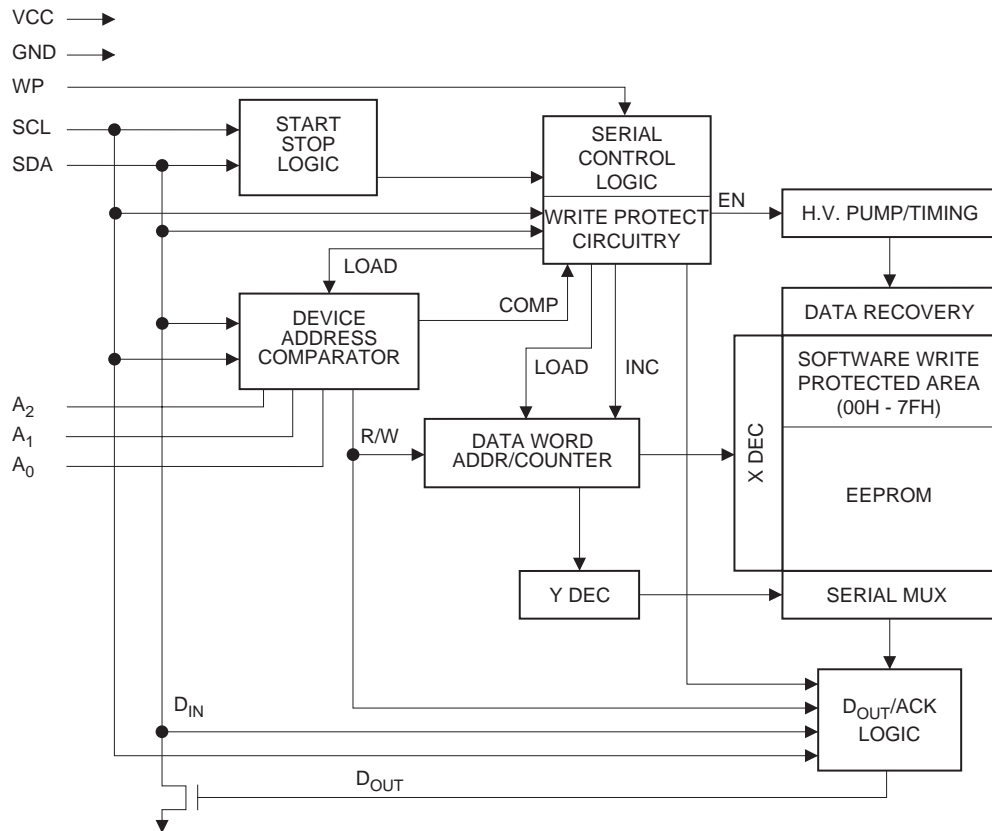 VCC
GND
WP
SCL
SDA
START
STOP
LOGIC
SERIAL
CONTROL
LOGIC
WRITE PROTECT
CIRCUITRY
EN
H.V. PUMP/TIMING
LOAD
COMP
DEVICE
ADDRESS
COMPARATOR
LOAD
INC
DATA RECOVERY
SOFTWARE WRITE
PROTECTED AREA
(00H - 7FH)
A2
A1
A0
R/W
DATA WORD
ADDR/COUNTER
X DEC
EEPROM
Y DEC
SERIAL MUX
DIN
DOUT/ACK
LOGIC
DOUT